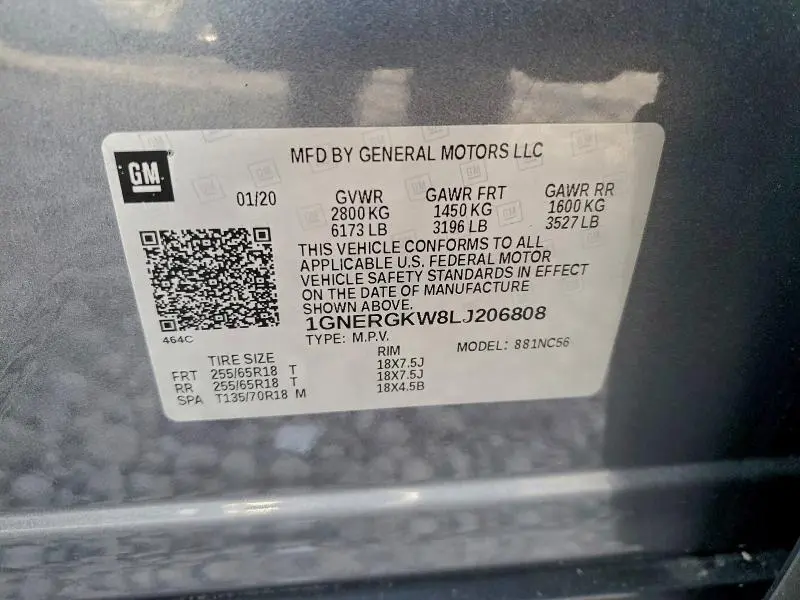 GM
MFD BY GENERAL MOTORS LLC
01/20
GVWR GAWR FRT GAWR RR
2800 KG 1450 KG 1600 KG
6173 LB 3196 LB 3527 LB
THIS VEHICLE CONFORMS TO ALL
APPLICABLE U.S. FEDERAL MOTOR
VEHICLE SAFETY STANDARDS IN EFFECT
ON THE DATE OF MANUFACTURE
SHOWN ABOVE.
1GNERGKW8LJ206808
TYPE: M.P.V. MODEL: 881NC56
464C
TIRE SIZE RIM
FRT 255/65R18 T 18X7.5J
RR 255/65R18 T 18X7.5J
SPA T135/70R18 M 18X4.5B